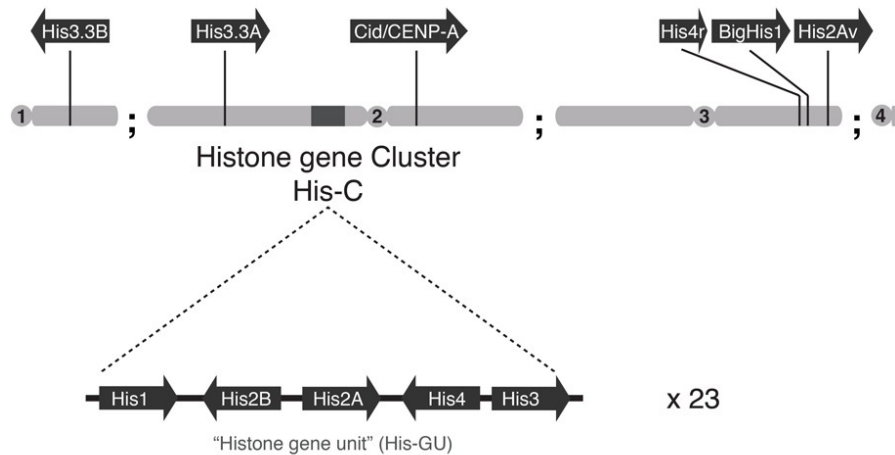 His3.3B His3.3A Cid/CENP-A His4r BigHis1 His2Av
1 ; 2 ; 3 ; 4
Histone gene Cluster
His-C
His1 His2B His2A His4 His3 x 23
“Histone gene unit” (His-GU)